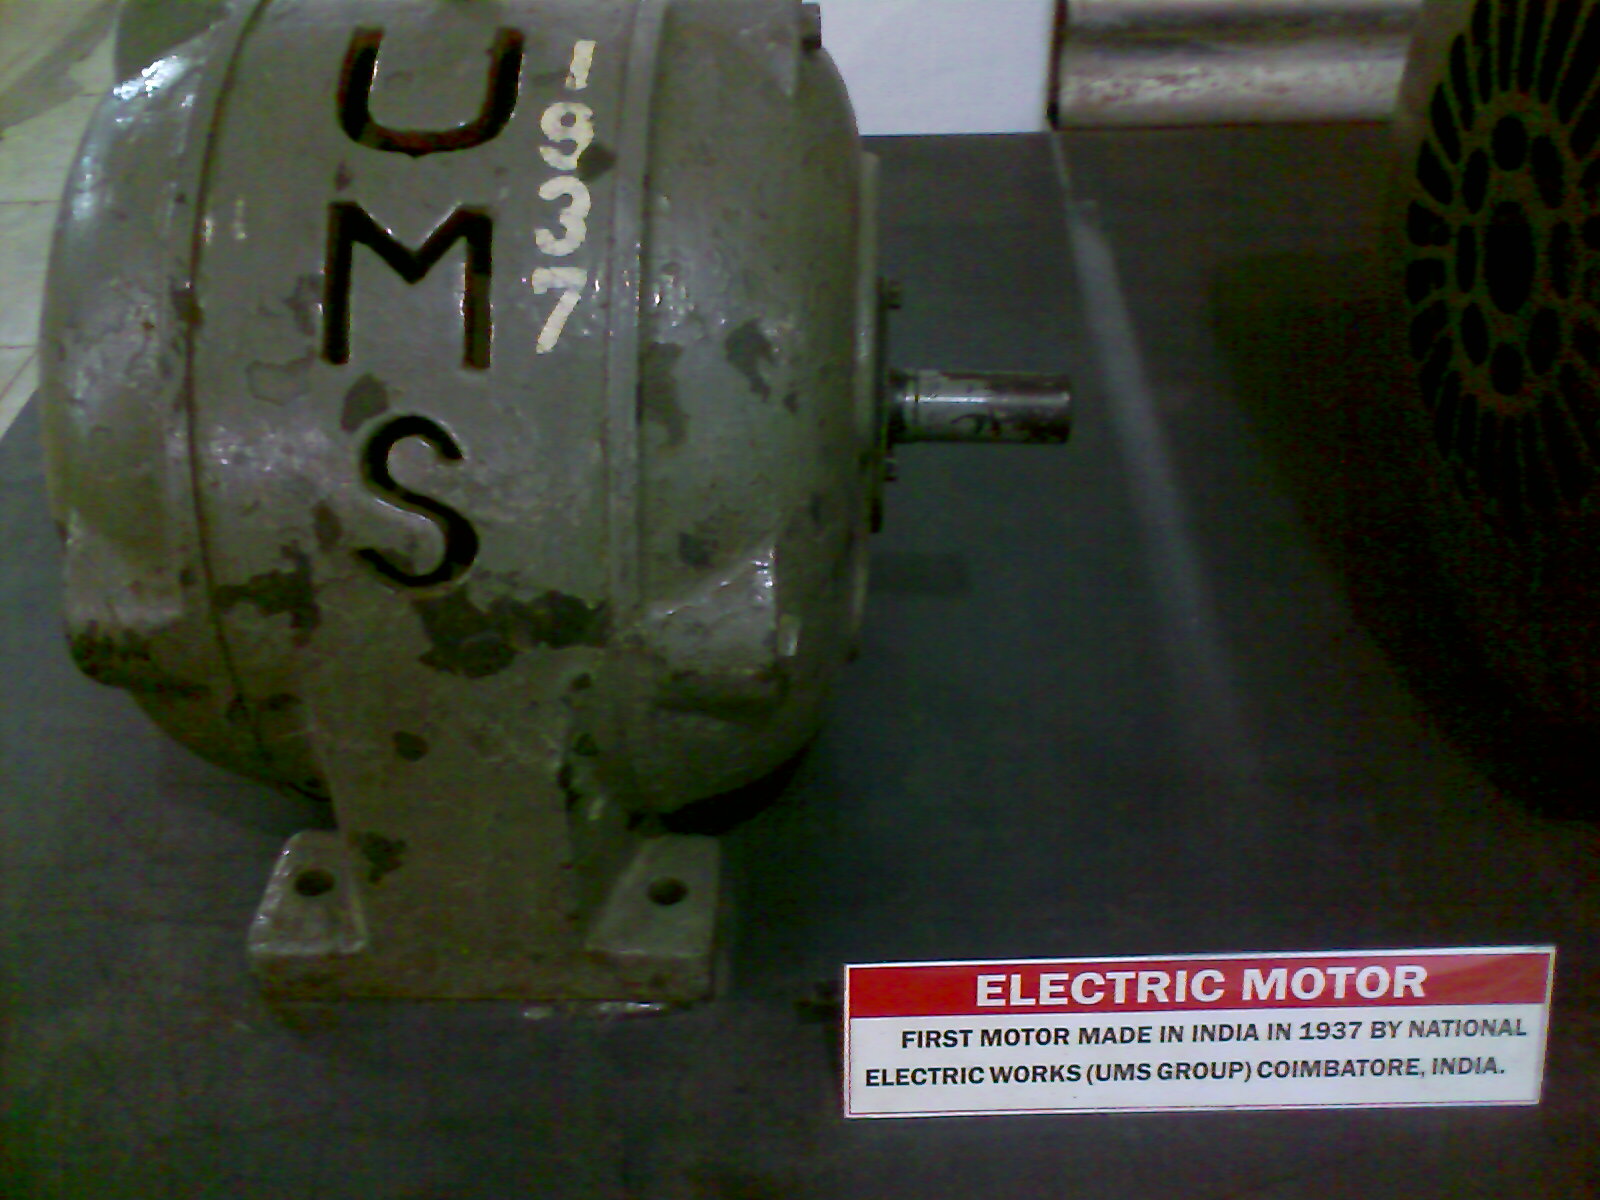 UMS
1937
ELECTRIC MOTOR
FIRST MOTOR MADE IN INDIA IN 1937 BY NATIONAL
ELECTRIC WORKS (UMS GROUP) COIMBATORE, INDIA.